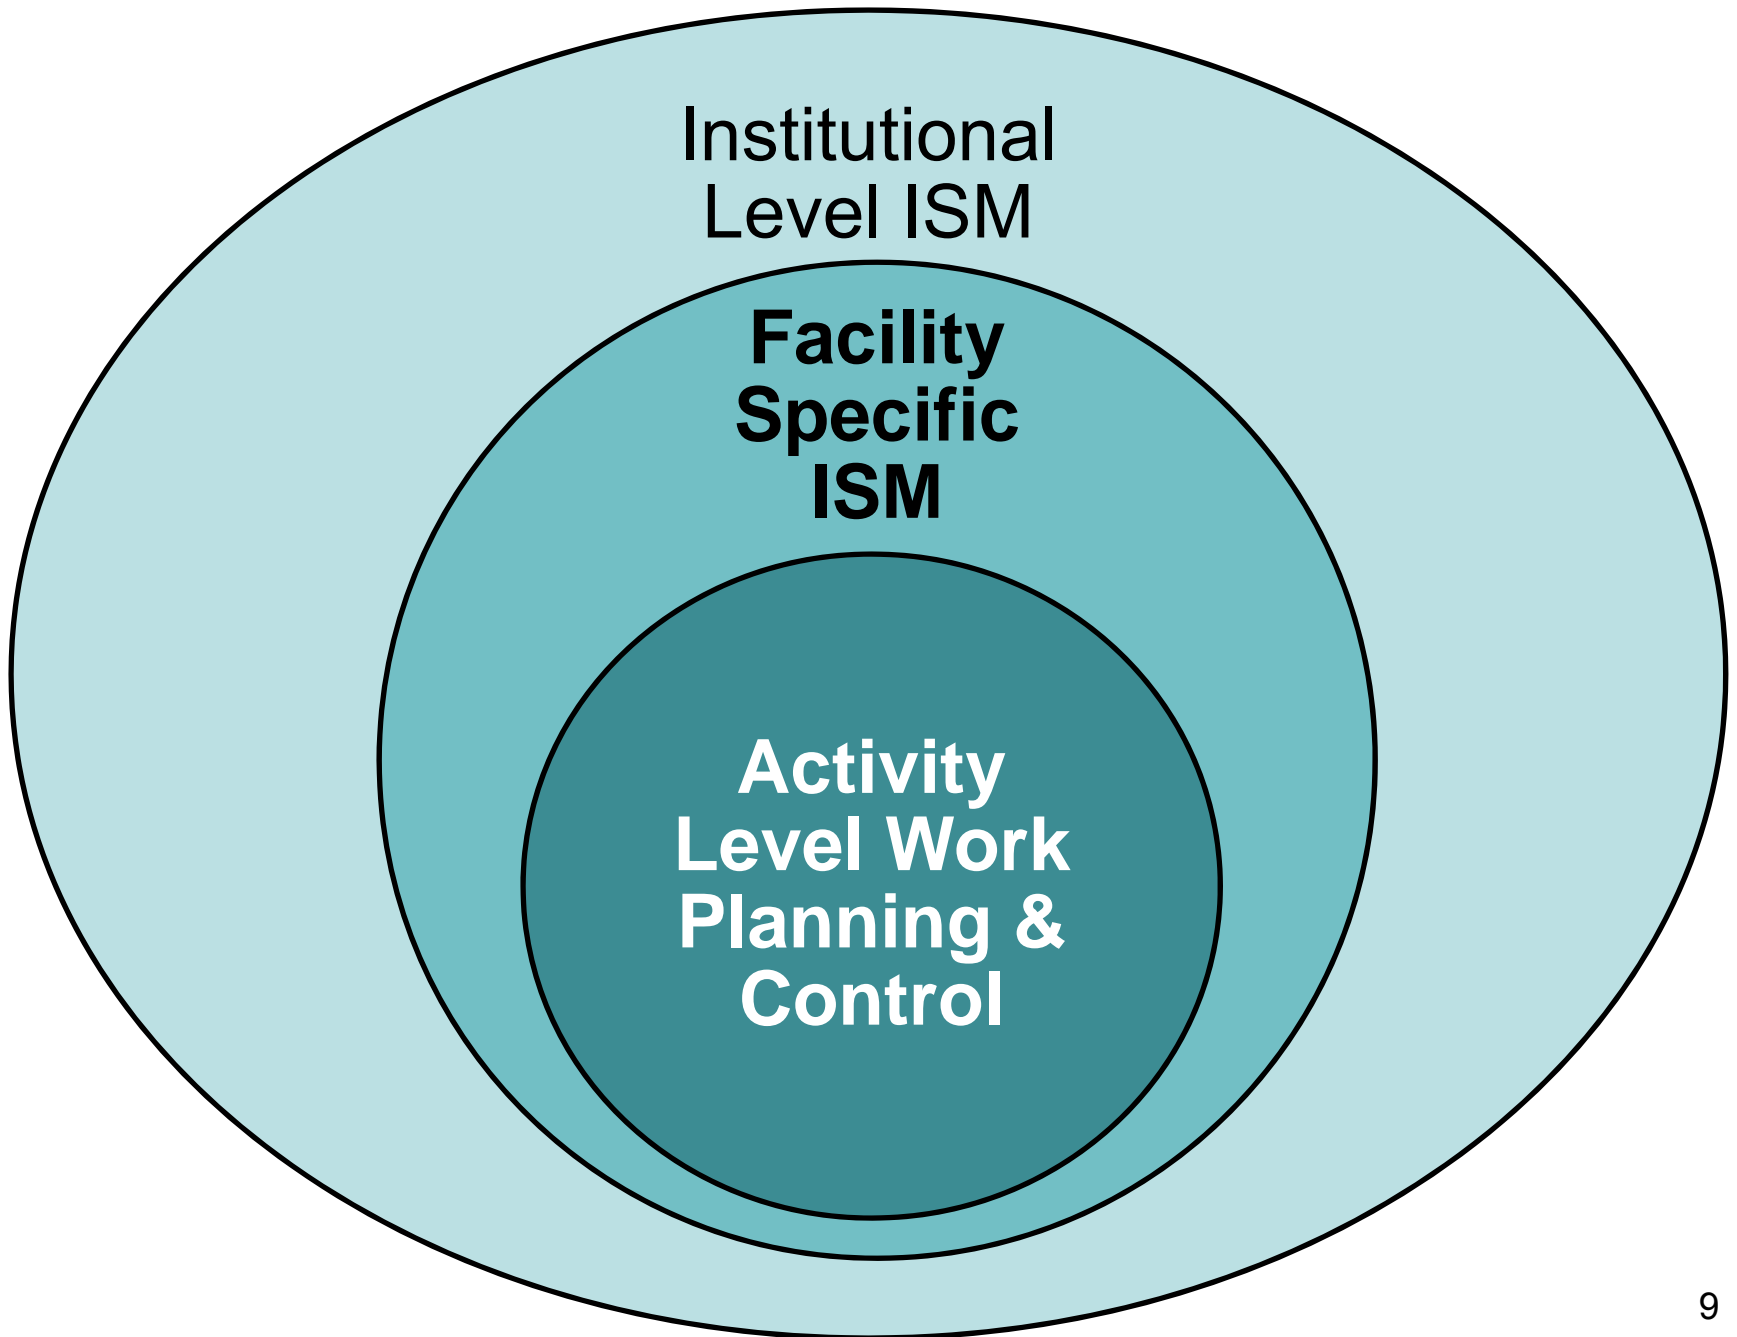 Institutional
Level ISM
Facility
Specific
ISM
Activity
Level Work
Planning &
Control
9